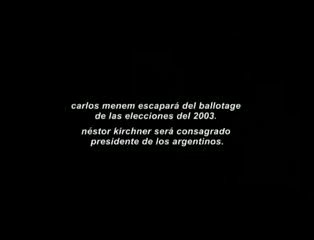 carlos menem escapará del ballotage
de las elecciones del 2003.
néstor kirchner será consagrado
presidente de los argentinos.